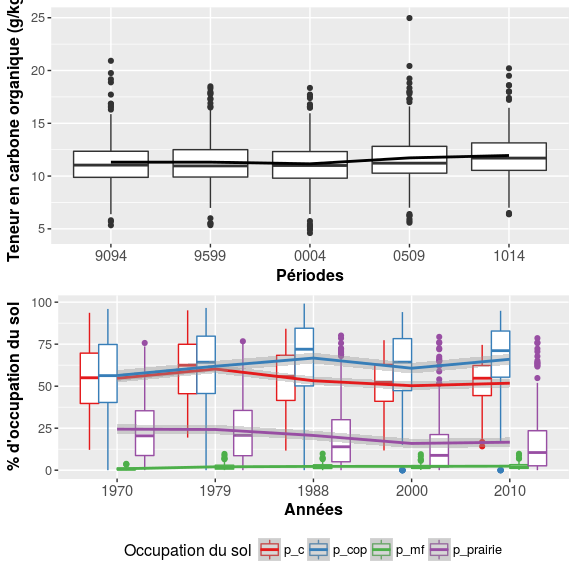 Teneur en carbone organique (g/kg
25
20
15
10
5
9094 9599 0004 0509 1014
Périodes
% d'occupation du sol
100
75
50
25
0
1970 1979 1988 2000 2010
Années
Occupation du sol p_c p_cop p_mf p_prairie